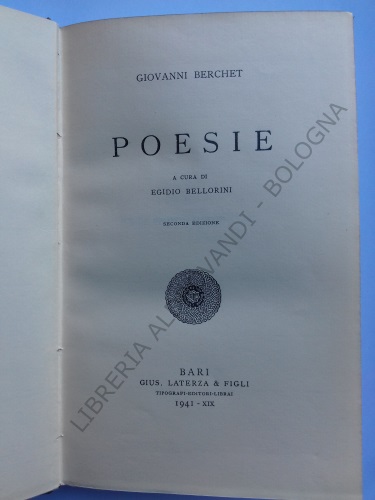 GIOVANNI BERCHET
POESIE
A CURA DI
EGIDIO BELLORINI
SECONDA EDIZIONE
BARI
GIUS. LATERZA & FIGLI
TIPOGRAFI-EDITORI-LIBRAI
1941 - XIX
LIBRERIA ALDROVANDI - BOLOGNA